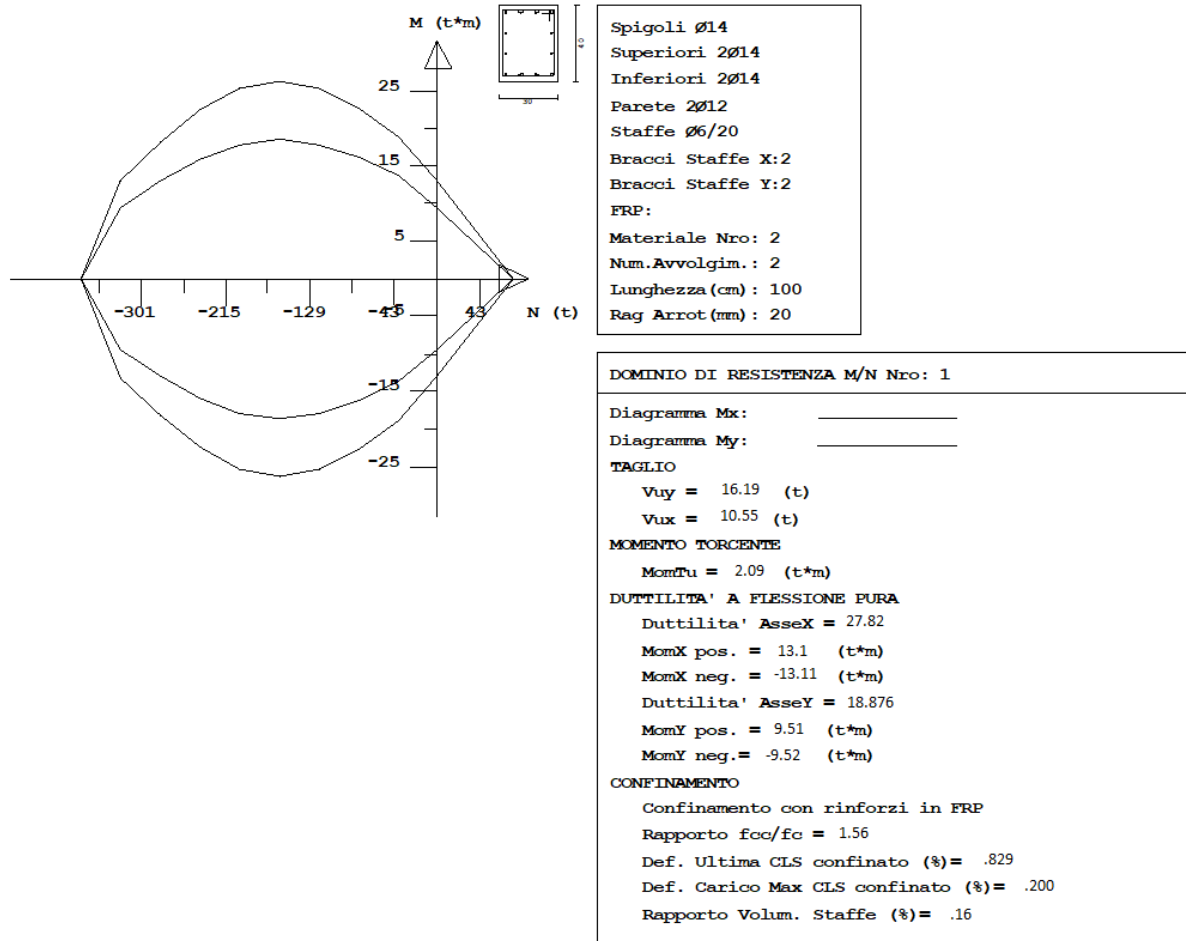 M (t*m)
25
15
5
-301 -215 -129 -43 43 N (t)
-5
-15
-25
40
30
Spigoli Ø14
Superiori 2Ø14
Inferiori 2Ø14
Parete 2Ø12
Staffe Ø6/20
Bracci Staffe X:2
Bracci Staffe Y:2
FRP:
Materiale Nro: 2
Num.Avvolgim.: 2
Lunghezza(cm): 100
Rag Arrot(mm): 20
DOMINIO DI RESISTENZA M/N Nro: 1
Diagramma Mx:
Diagramma My:
TAGLIO
Vuy = 16.19 (t)
Vux = 10.55 (t)
MOMENTO TORCENTE
MomTu = 2.09 (t*m)
DUTTILITA' A FLESSIONE PURA
Duttilita' AsseX = 27.82
MomX pos. = 13.1 (t*m)
MomX neg. = -13.11 (t*m)
Duttilita' AsseY = 18.876
MomY pos. = 9.51 (t*m)
MomY neg.= -9.52 (t*m)
CONFINAMENTO
Confinamento con rinforzi in FRP
Rapporto fcc/fc = 1.56
Def. Ultima CLS confinato (%)= .829
Def. Carico Max CLS confinato (%)= .200
Rapporto Volum. Staffe (%)= .16